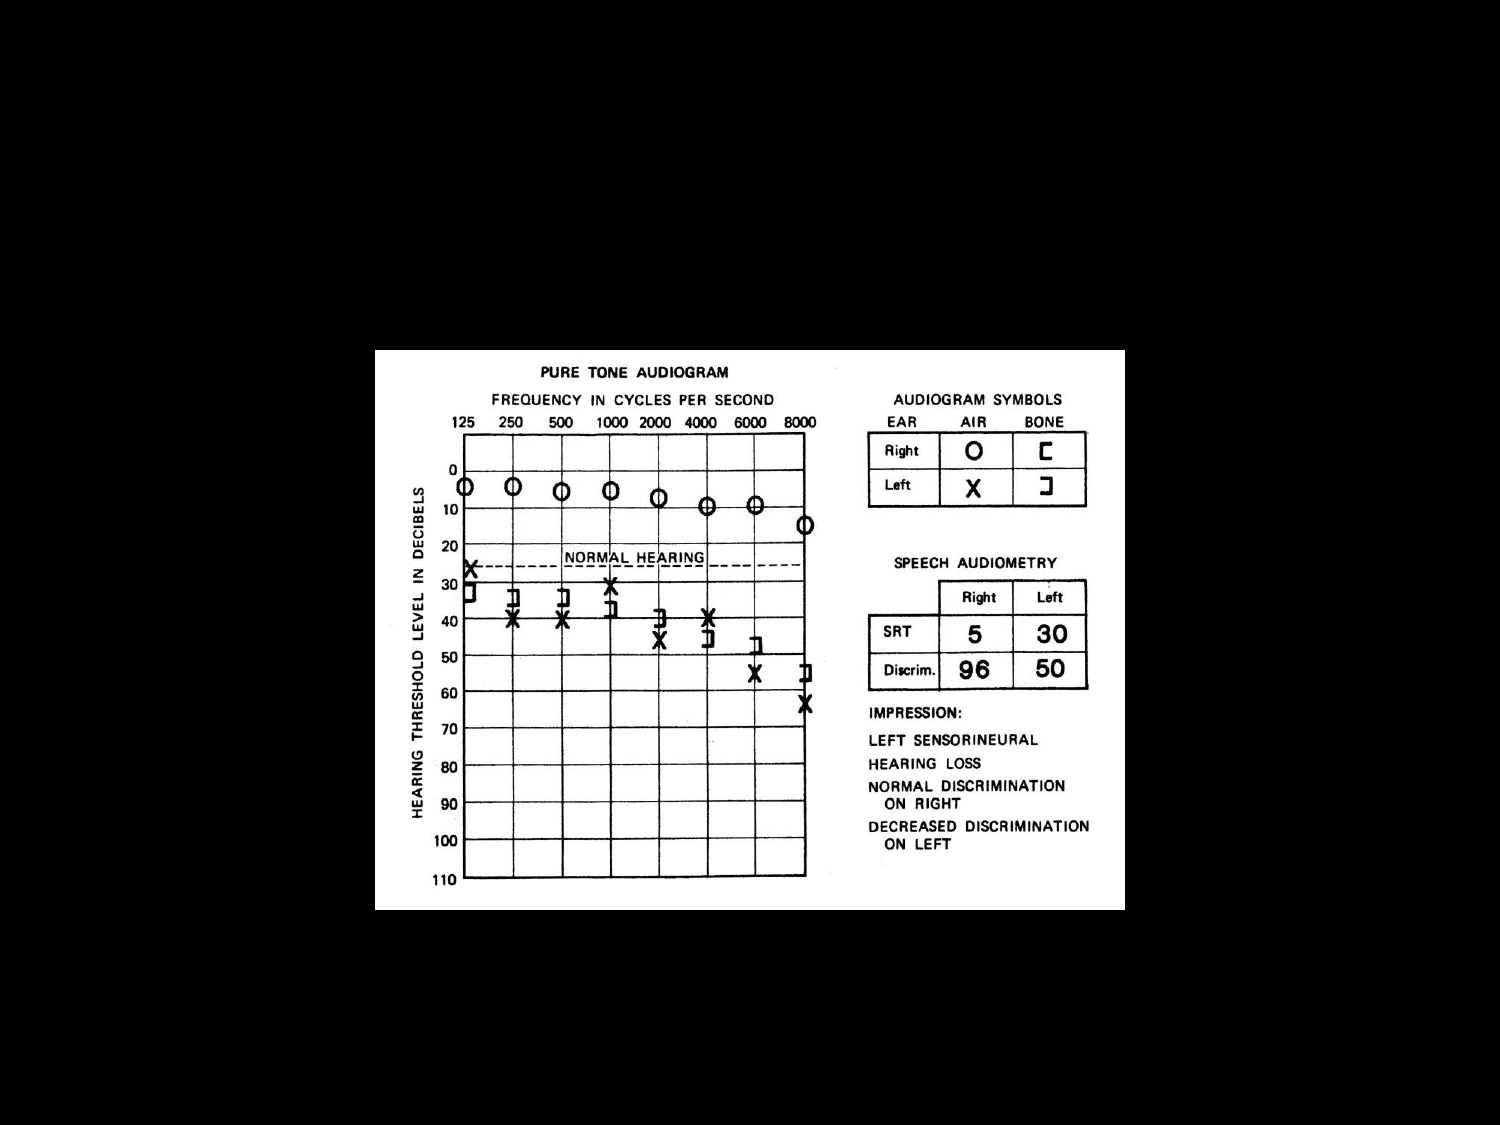 PURE TONE AUDIOGRAM
FREQUENCY IN CYCLES PER SECOND
125 250 500 1000 2000 4000 6000 8000
HEARING THRESHOLD LEVEL IN DECIBELS
0
10
20
NORMAL HEARING
30
40
50
60
70
80
90
100
110
AUDIOGRAM SYMBOLS
EAR AIR BONE
Right O ⊏
Left X ⊐
SPEECH AUDIOMETRY
Right Left
SRT 5 30
Discrim. 96 50
IMPRESSION:
LEFT SENSORINEURAL
HEARING LOSS
NORMAL DISCRIMINATION
ON RIGHT
DECREASED DISCRIMINATION
ON LEFT